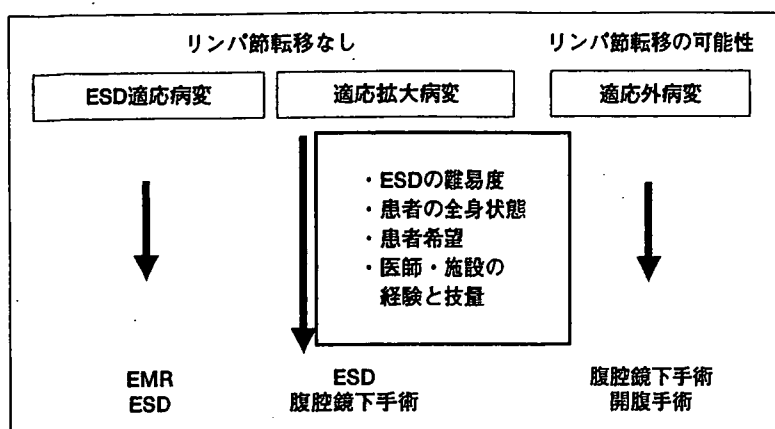 リンパ節転移なし
リンパ節転移の可能性
ESD適応病変
適応拡大病変
適応外病変
・ESDの難易度
・患者の全身状態
・患者希望
・医師・施設の
経験と技量
EMR
ESD
ESD
腹腔鏡下手術
腹腔鏡下手術
開腹手術